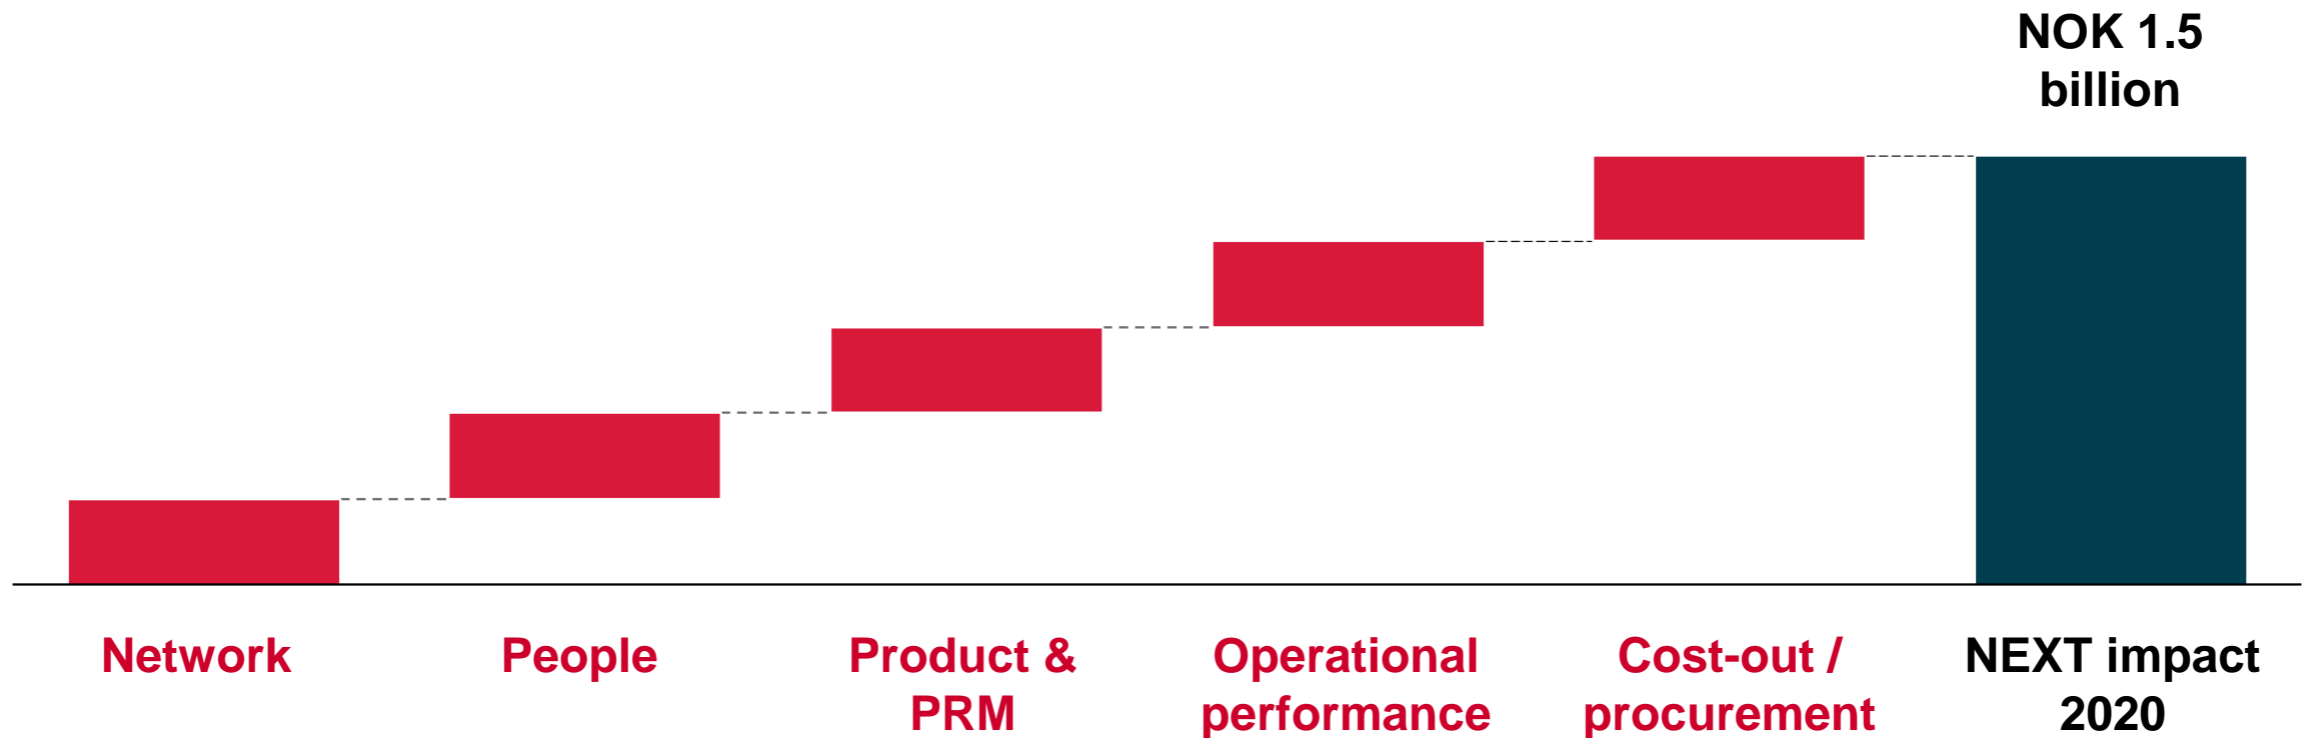 NOK 1.5
billion
Network
People
Product &
PRM
Operational
performance
Cost-out /
procurement
NEXT impact
2020